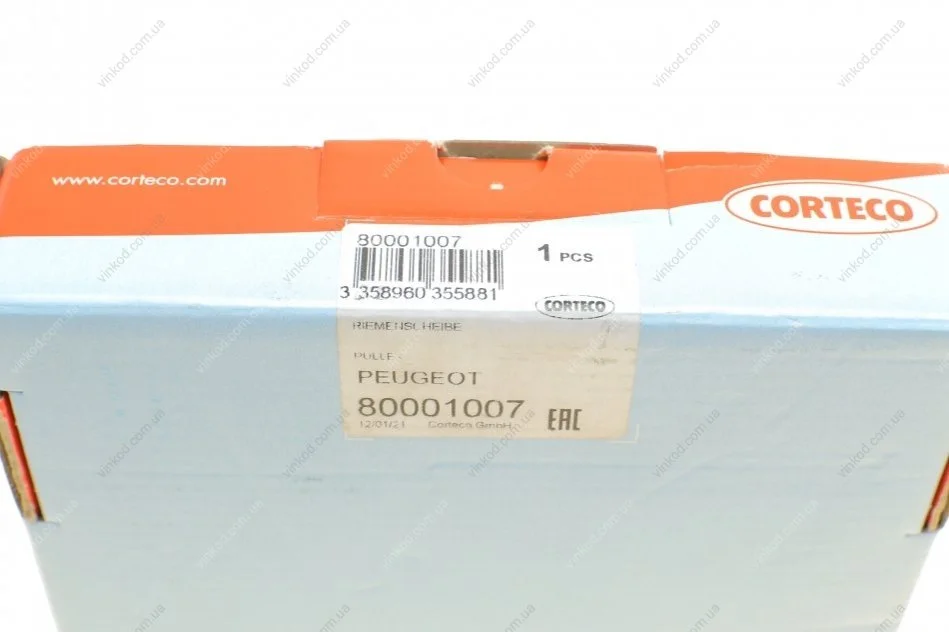 www.corteco.com
CORTECO
80001007
1 PCS
3 358960 355881
CORTECO
RIEMENSCHEIBE
PEUGEOT
80001007
12/01/21 Corteco GmbH
EAC
vinkod.com.ua